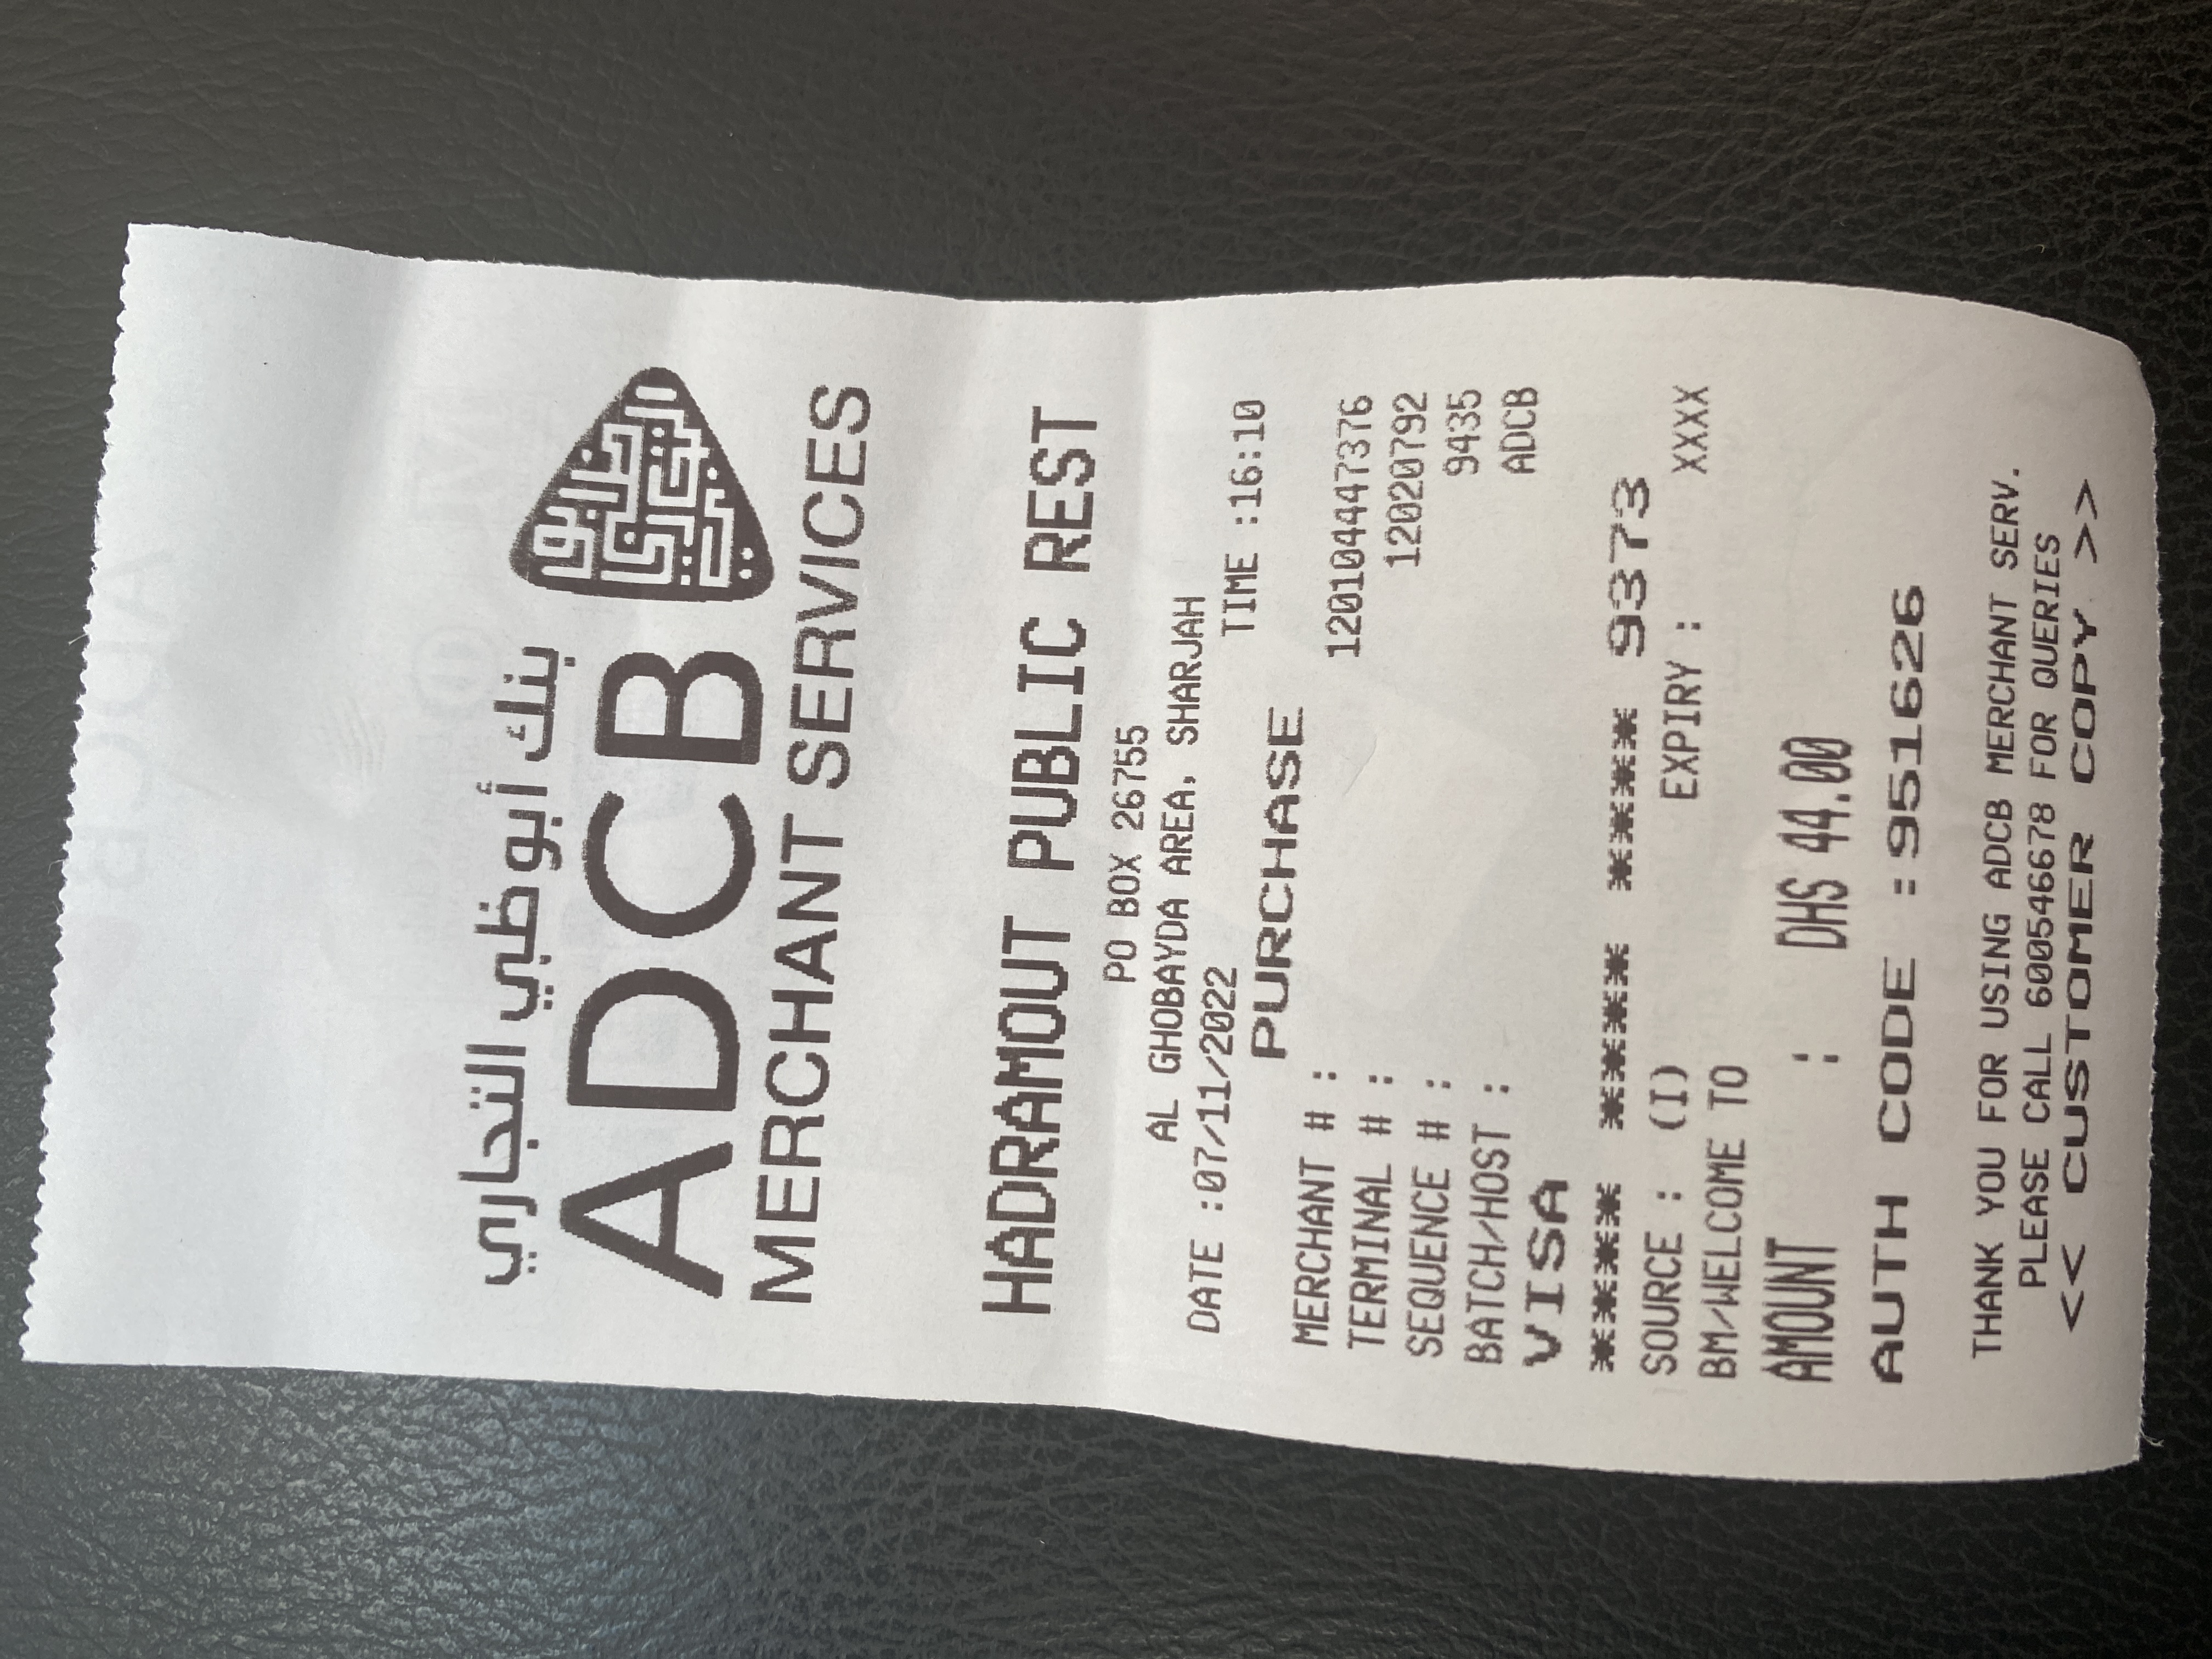 بنك أبوظبي التجاري
ADCB
MERCHANT SERVICES
HADRAMOUT PUBLIC REST
PO BOX 26755
AL GHOBAYDA AREA, SHARJAH
DATE :07/11/2022 TIME :16:10
PURCHASE
MERCHANT # : 120104447376
TERMINAL # : 12020792
SEQUENCE # : 9435
BATCH/HOST : ADCB
VISA
**** **** **** 9373
SOURCE : (I) EXPIRY : XXXX
BM/WELCOME TO
AMOUNT : DHS 44.00
AUTH CODE :951626
THANK YOU FOR USING ADCB MERCHANT SERV.
PLEASE CALL 600546678 FOR QUERIES
<< CUSTOMER COPY >>